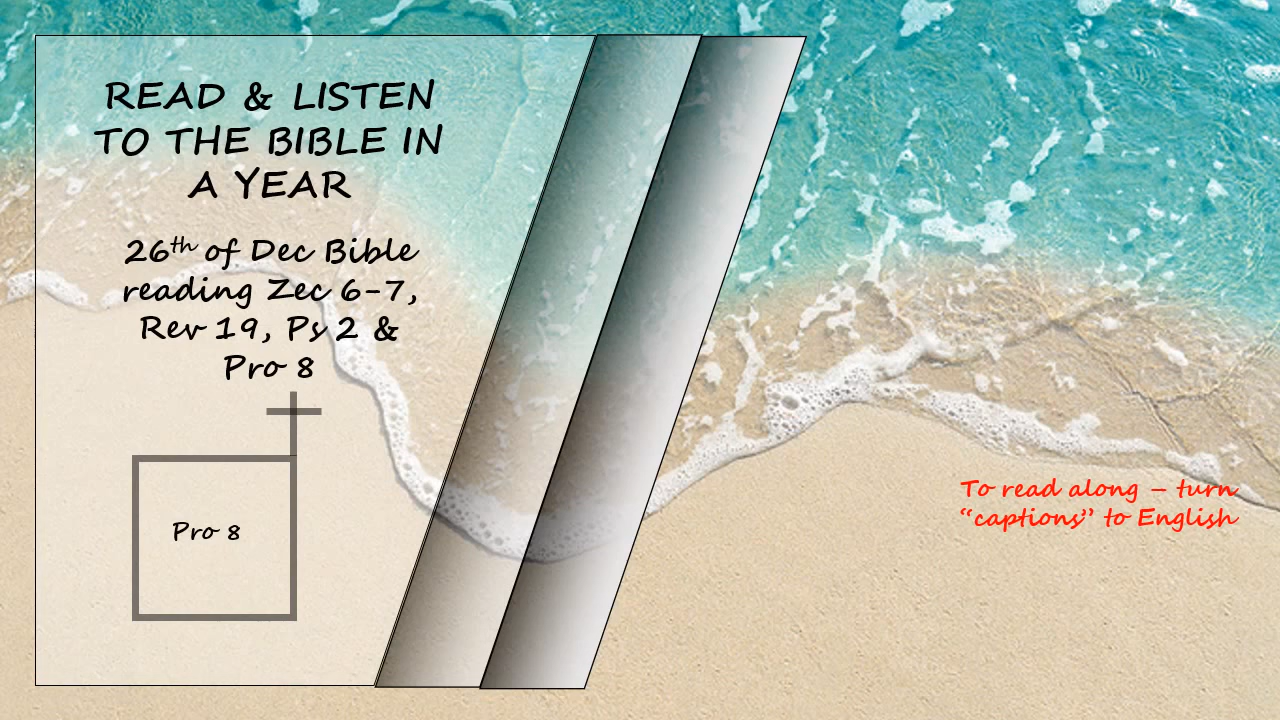 READ & LISTEN
TO THE BIBLE IN
A YEAR
26th of Dec Bible
reading Zec 6-7,
Rev 19, Ps 2 &
Pro 8
Pro 8
To read along – turn
“captions” to English